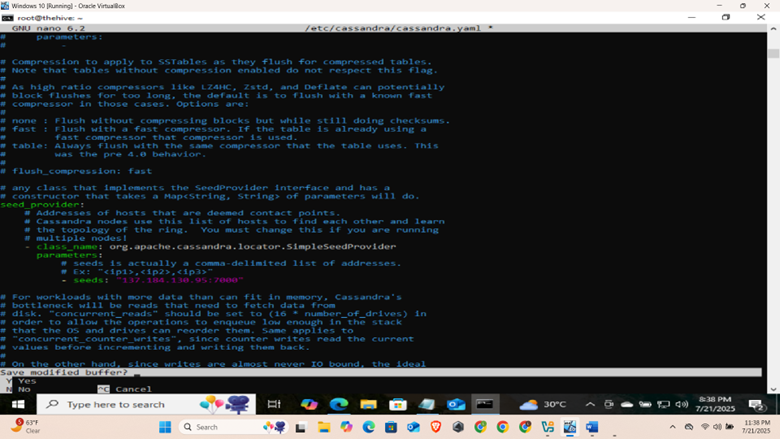 Windows 10 [Running] - Oracle VirtualBox
root@thehive: ~
GNU nano 6.2 /etc/cassandra/cassandra.yaml *
# parameters:
# -
#
# Compression to apply to SSTables as they flush for compressed tables.
# Note that tables without compression enabled do not respect this flag.
#
# As high ratio compressors like LZ4HC, Zstd, and Deflate can potentially
# block flushes for too long, the default is to flush with a known fast
# compressor in those cases. Options are:
#
# none : Flush without compressing blocks but while still doing checksums.
# fast : Flush with a fast compressor. If the table is already using a
# fast compressor that compressor is used.
# table: Always flush with the same compressor that the table uses. This
# was the pre 4.0 behavior.
#
# flush_compression: fast
# any class that implements the SeedProvider interface and has a
# constructor that takes a Map<String, String> of parameters will do.
seed_provider:
# Addresses of hosts that are deemed contact points.
# Cassandra nodes use this list of hosts to find each other and learn
# the topology of the ring. You must change this if you are running
# multiple nodes!
- class_name: org.apache.cassandra.locator.SimpleSeedProvider
parameters:
# seeds is actually a comma-delimited list of addresses.
# Ex: "<ip1>,<ip2>,<ip3>"
- seeds: "137.184.130.95:7000"
# For workloads with more data than can fit in memory, Cassandra's
# bottleneck will be reads that need to fetch data from
# disk. "concurrent_reads" should be set to (16 * number_of_drives) in
# order to allow the operations to enqueue low enough in the stack
# that the OS and drives can reorder them. Same applies to
# "concurrent_counter_writes", since counter writes read the current
# values before incrementing and writing them back.
#
# On the other hand, since writes are almost never IO bound, the ideal
Save modified buffer?
Y Yes
N No ^C Cancel
Type here to search
30°C
8:38 PM
7/21/2025
2
5
63°F
Clear
Search
11:38 PM
7/21/2025